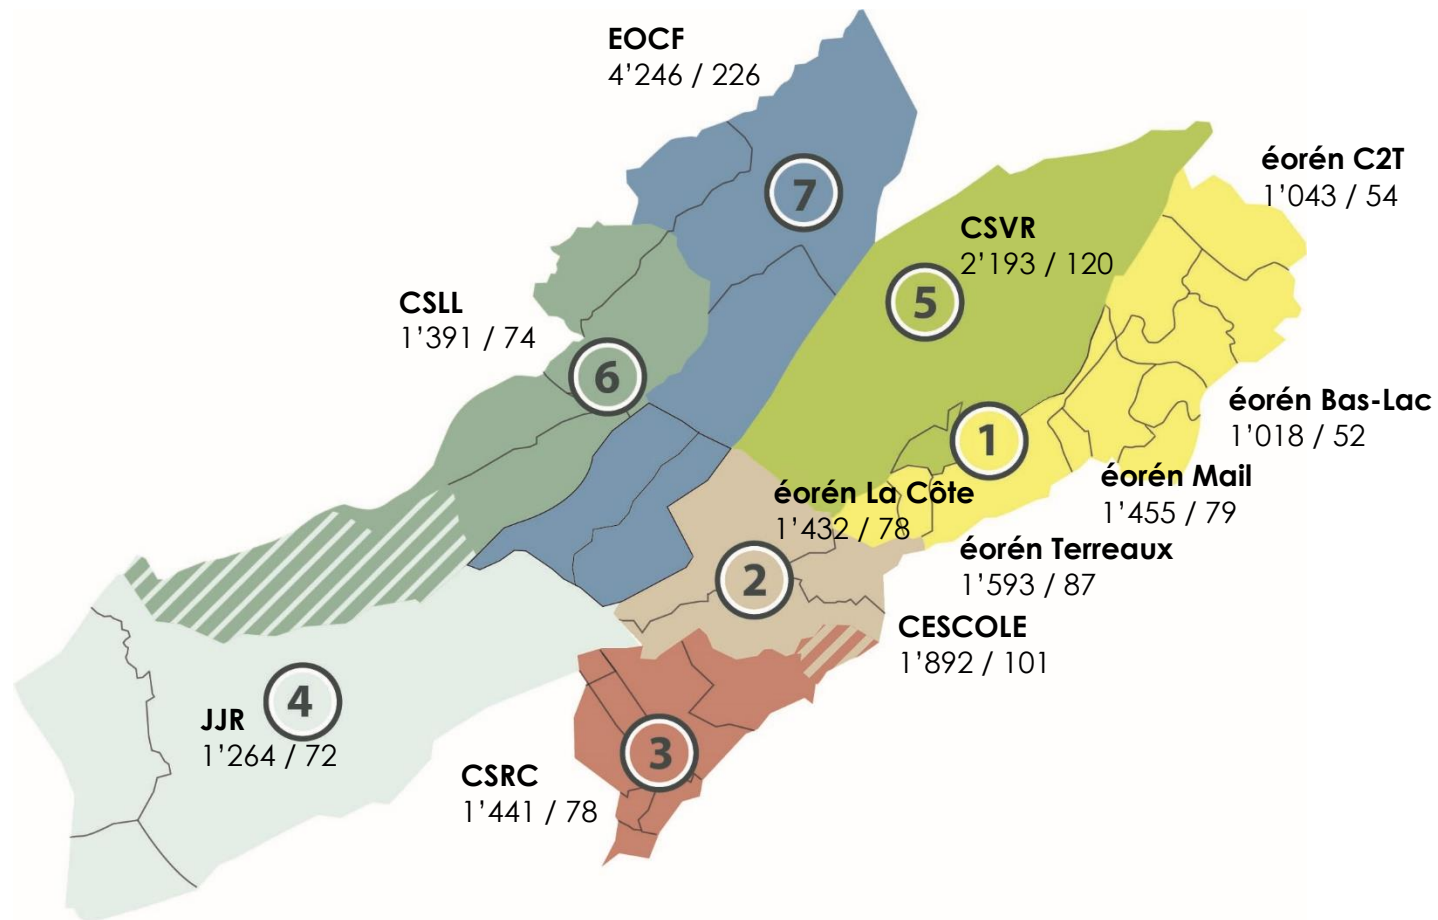 EOCF
4’246 / 226
7
éorén C2T
1’043 / 54
CSVR
2’193 / 120
5
CSLL
1’391 / 74
6
éorén Bas-Lac
1’018 / 52
1
éorén Mail
1’455 / 79
éorén La Côte
1’432 / 78
éorén Terreaux
1’593 / 87
2
CESCOLE
1’892 / 101
4
JJR
1’264 / 72
3
CSRC
1’441 / 78